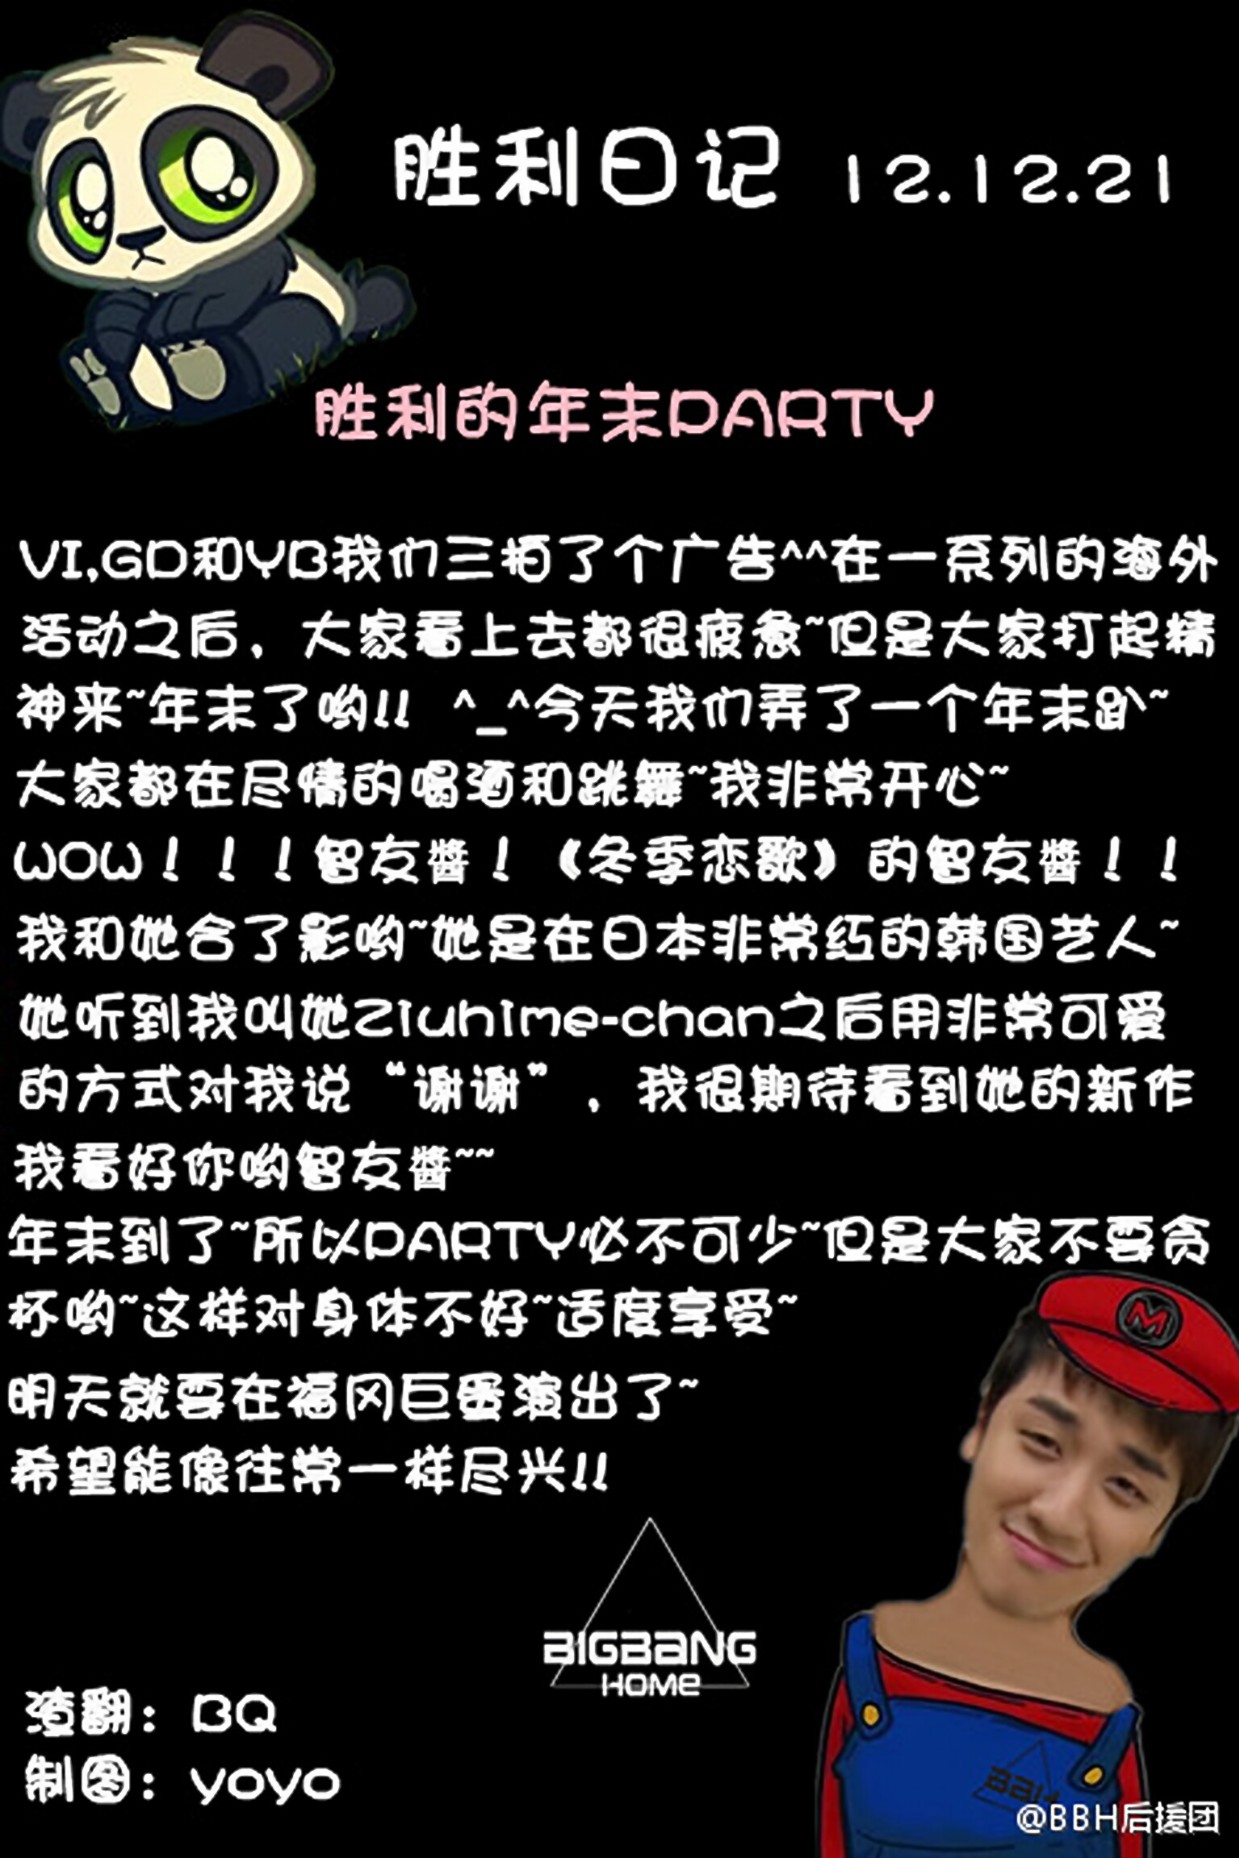 胜利日记 12.12.21
胜利的年末PARTY
VI,GD和YB我们三拍了个广告^^在一系列的海外
活动之后，大家看上去都很疲惫~但是大家打起精
神来~年末了哟!! ^_^今天我们弄了一个年末趴~
大家都在尽情的喝酒和跳舞~我非常开心~
WOW！！！智友酱！《冬季恋歌》的智友酱！！
我和她合了影哟~她是在日本非常红的韩国艺人~
她听到我叫她Ziuhime-chan之后用非常可爱
的方式对我说“谢谢”，我很期待看到她的新作
我看好你哟智友酱~~
年末到了~所以PARTY必不可少~但是大家不要贪
杯哟~这样对身体不好~适度享受~
明天就要在福冈巨蛋演出了~
希望能像往常一样尽兴!!
BIGBANG
HOME
渣翻：BQ
制图：yoyo
M
BBH
@BBH后援团